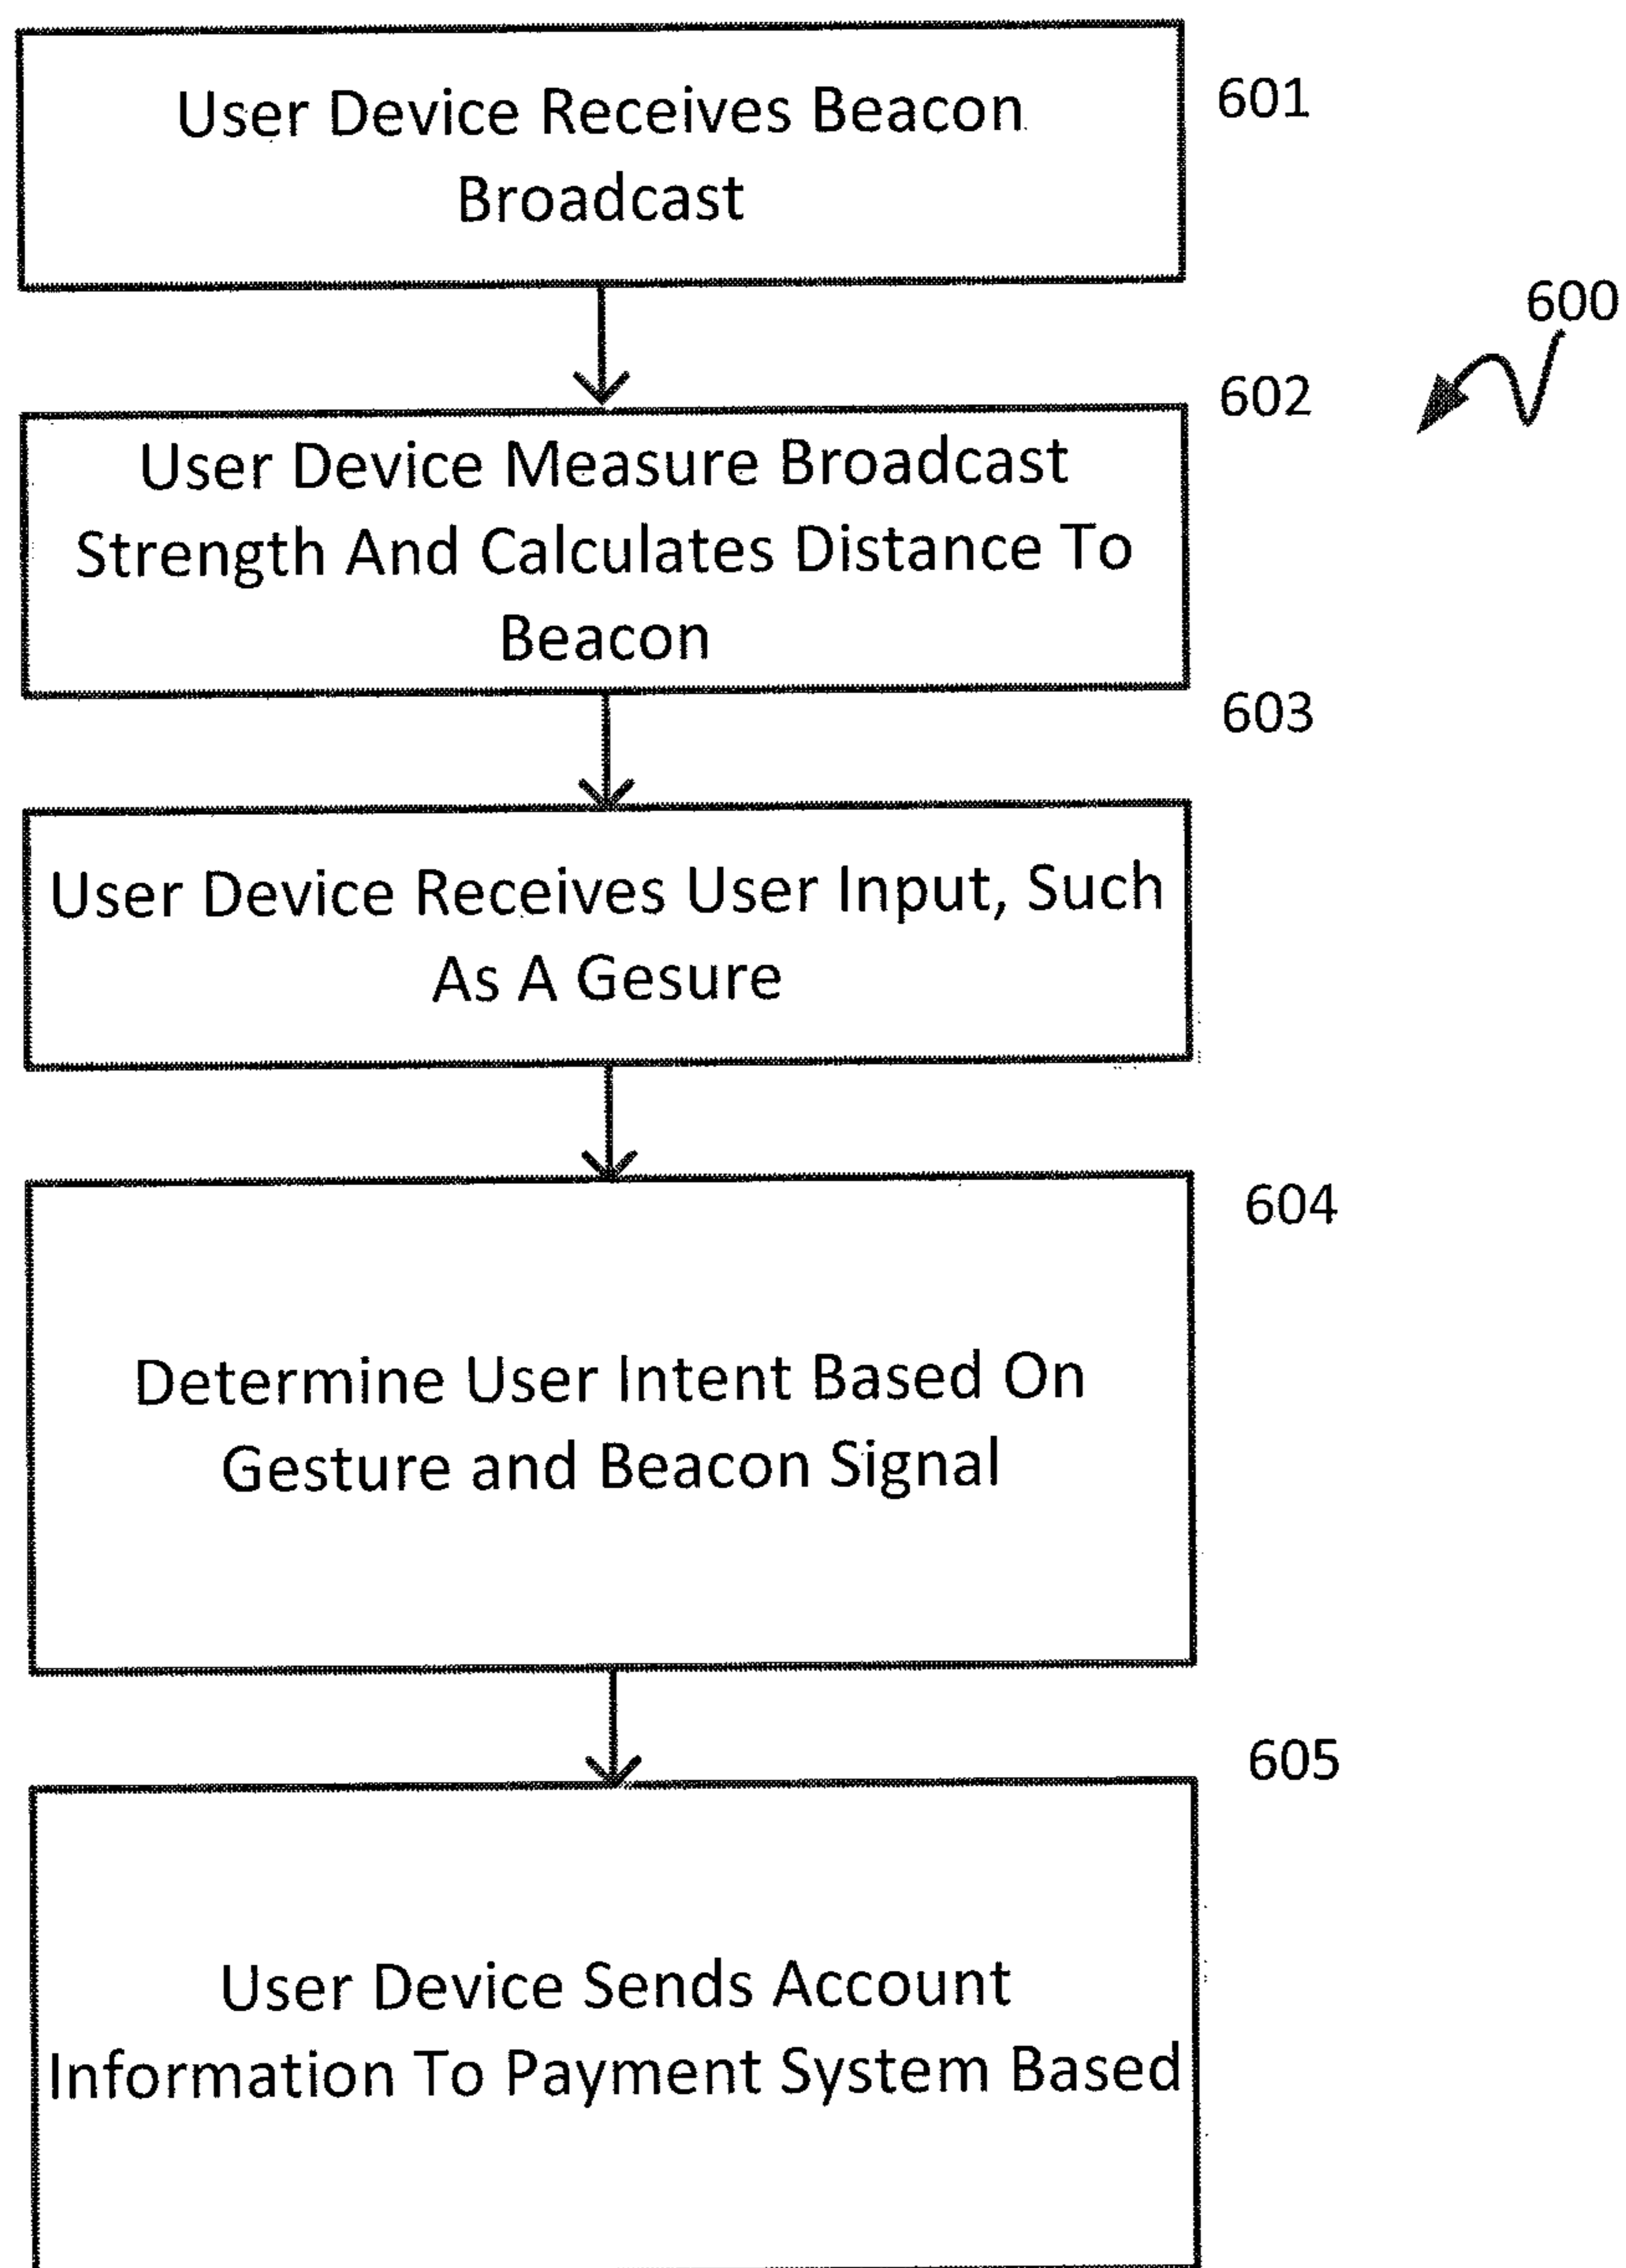 User Device Receives Beacon
Broadcast
601
600
602
User Device Measure Broadcast
Strength And Calculates Distance To
Beacon
603
User Device Receives User Input, Such
As A Gesure
604
Determine User Intent Based On
Gesture and Beacon Signal
605
User Device Sends Account
Information To Payment System Based